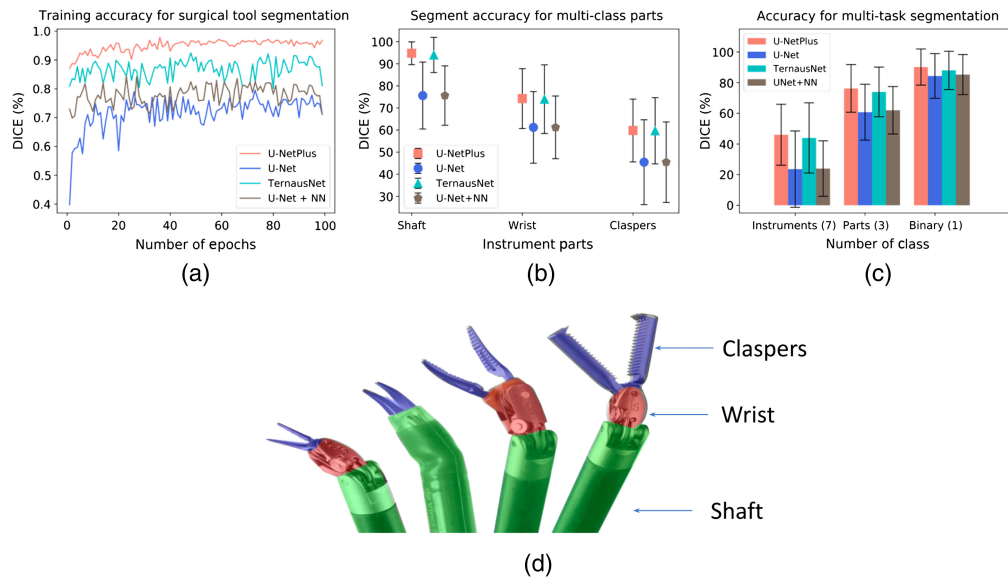 Training accuracy for surgical tool segmentation
1.0
0.9
0.8
0.7
0.6
0.5
0.4
DICE (%)
U-NetPlus
U-Net
TernausNet
U-Net + NN
0
20
40
60
80
100
Number of epochs
(a)
Segment accuracy for multi-class parts
100
90
80
70
60
50
40
30
DICE (%)
U-NetPlus
U-Net
TernausNet
U-Net+NN
Shaft
Wrist
Claspers
Instrument parts
(b)
Accuracy for multi-task segmentation
100
80
60
40
20
0
DICE (%)
U-NetPlus
U-Net
TernausNet
UNet+NN
Instruments (7)
Parts (3)
Binary (1)
Number of class
(c)
Claspers
Wrist
Shaft
(d)